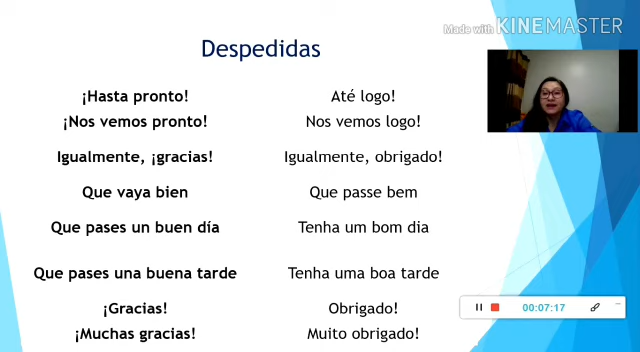 Made with KINEMASTER
Despedidas
¡Hasta pronto! Até logo!
¡Nos vemos pronto! Nos vemos logo!
Igualmente, ¡gracias! Igualmente, obrigado!
Que vaya bien Que passe bem
Que pases un buen día Tenha um bom dia
Que pases una buena tarde Tenha uma boa tarde
¡Gracias! Obrigado!
00:07:17
¡Muchas gracias! Muito obrigado!